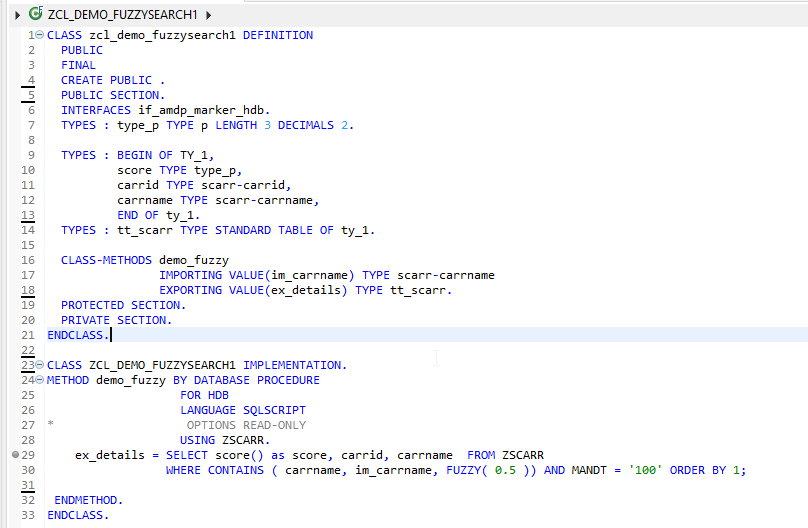 ZCL_DEMO_FUZZYSEARCH1
1 CLASS zcl_demo_fuzzysearch1 DEFINITION
2 PUBLIC
3 FINAL
4 CREATE PUBLIC .
5 PUBLIC SECTION.
6 INTERFACES if_amdp_marker_hdb.
7 TYPES : type_p TYPE p LENGTH 3 DECIMALS 2.
8
9 TYPES : BEGIN OF TY_1,
10 score TYPE type_p,
11 carrid TYPE scarr-carrid,
12 carrname TYPE scarr-carrname,
13 END OF ty_1.
14 TYPES : tt_scarr TYPE STANDARD TABLE OF ty_1.
15
16 CLASS-METHODS demo_fuzzy
17 IMPORTING VALUE(im_carrname) TYPE scarr-carrname
18 EXPORTING VALUE(ex_details) TYPE tt_scarr.
19 PROTECTED SECTION.
20 PRIVATE SECTION.
21 ENDCLASS.
22
23 CLASS ZCL_DEMO_FUZZYSEARCH1 IMPLEMENTATION.
24 METHOD demo_fuzzy BY DATABASE PROCEDURE
25 FOR HDB
26 LANGUAGE SQLSCRIPT
27 * OPTIONS READ-ONLY
28 USING ZSCARR.
29 ex_details = SELECT score() as score, carrid, carrname FROM ZSCARR
30 WHERE CONTAINS ( carrname, im_carrname, FUZZY( 0.5 )) AND MANDT = '100' ORDER BY 1;
31
32 ENDMETHOD.
33 ENDCLASS.